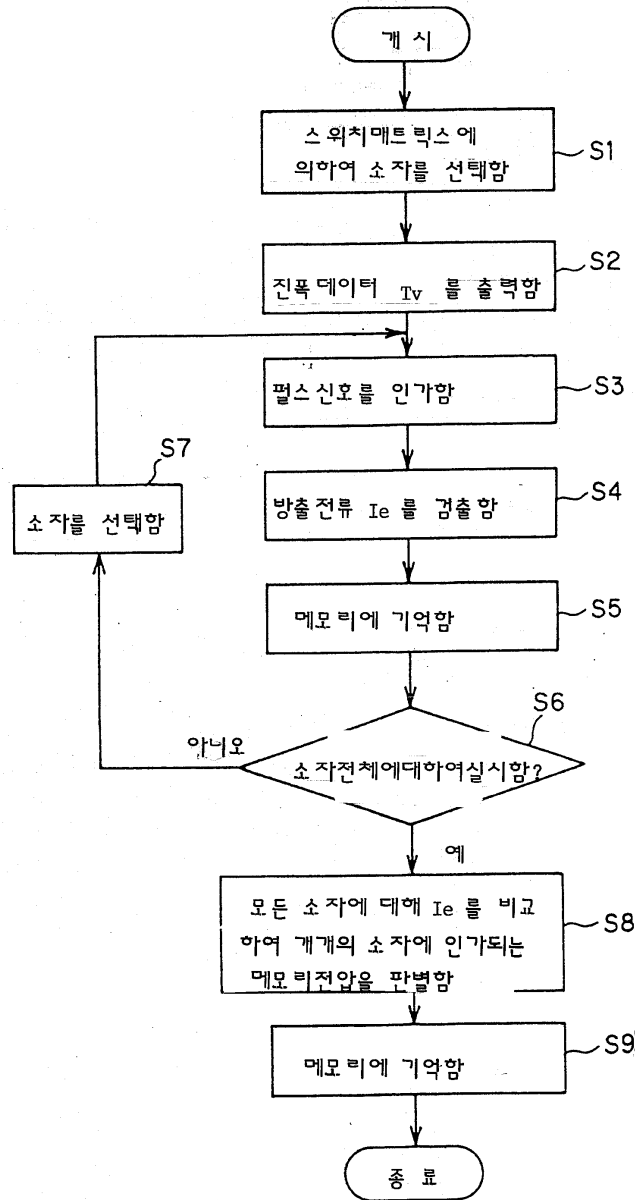 개 시
스위치매트릭스에
의하여 소자를 선택함
S1
진폭데이터 Tv 를 출력함
S2
펄스신호를 인가함
S3
S7
소자를 선택함
방출전류 Ie 를 검출함
S4
메모리에 기억함
S5
S6
아니오
소자전체에대하여실시함?
예
모든 소자에 대해 Ie 를 비교
하여 개개의 소자에 인가되는
메모리전압을 판별함
S8
메모리에 기억함
S9
종 료